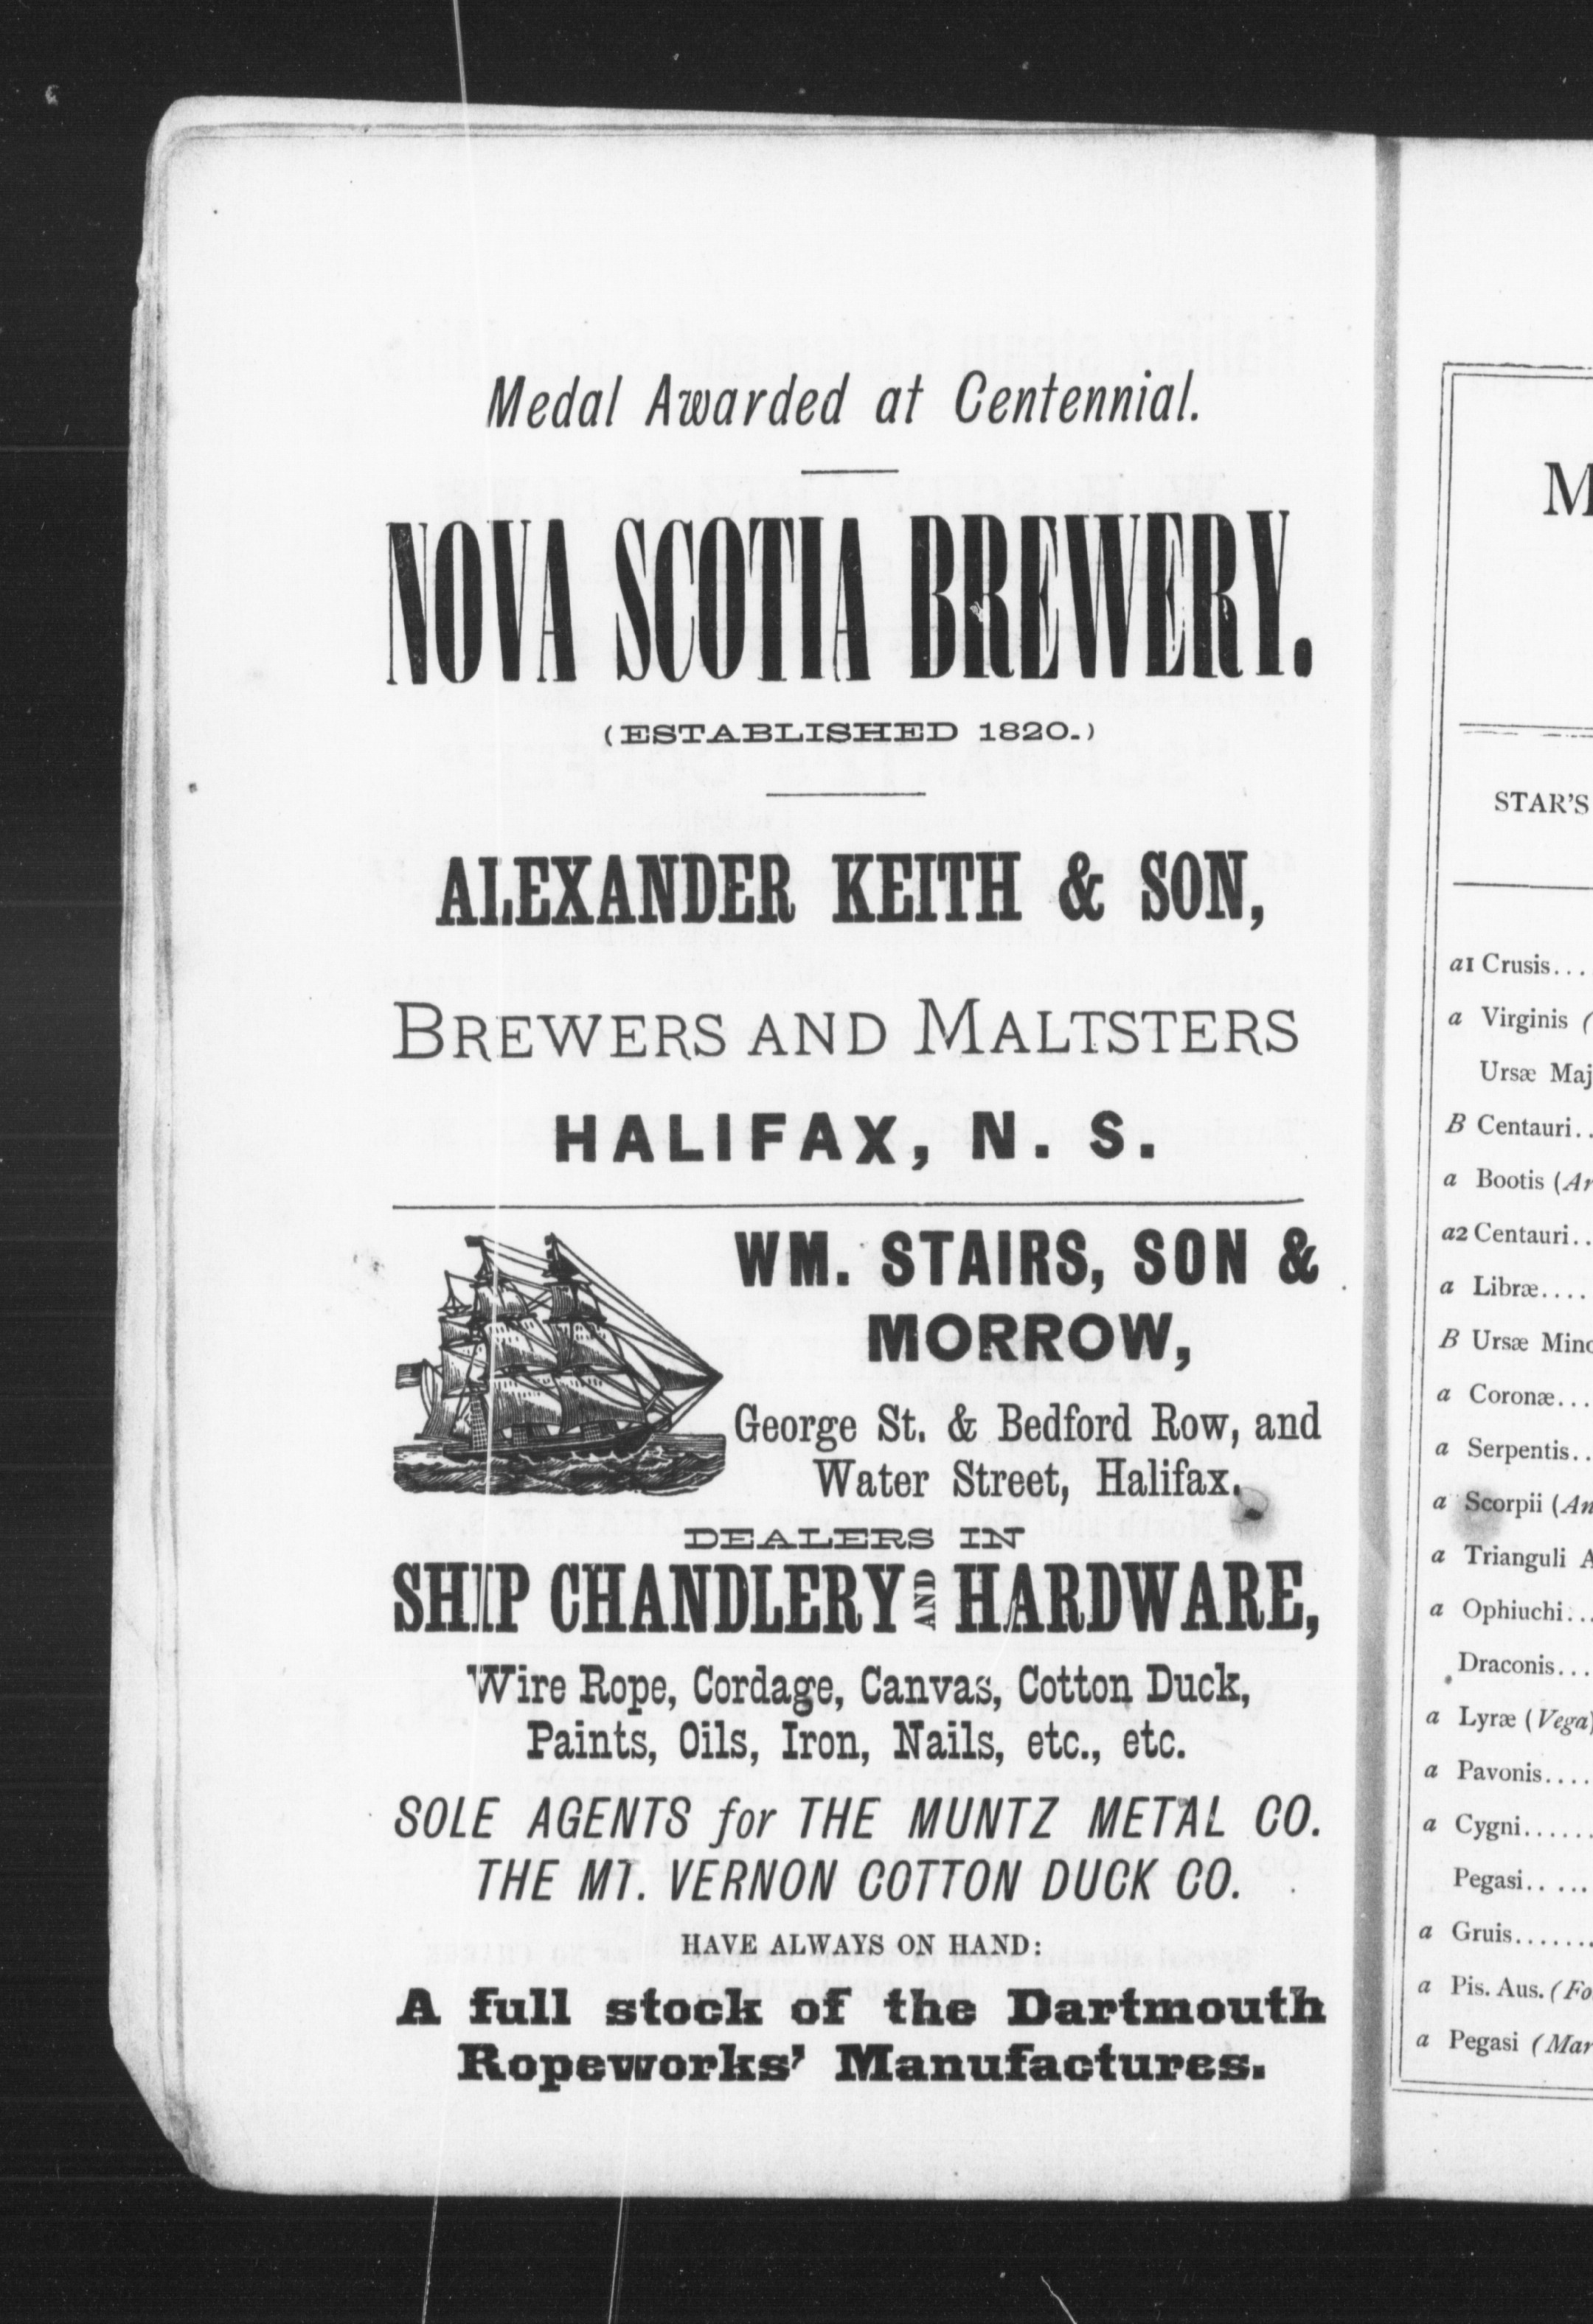 Medal Awarded at Centennial.
NOVA SCOTIA BREWERY.
(ESTABLISHED 1820.)
ALEXANDER KEITH & SON,
BREWERS AND MALTSTERS
HALIFAX, N. S.
WM. STAIRS, SON &
MORROW,
George St. & Bedford Row, and
Water Street, Halifax.
DEALERS IN
SHIP CHANDLERY AND HARDWARE,
Wire Rope, Cordage, Canvas, Cotton Duck,
Paints, Oils, Iron, Nails, etc., etc.
SOLE AGENTS for THE MUNTZ METAL CO.
THE MT. VERNON COTTON DUCK CO.
HAVE ALWAYS ON HAND:
A full stock of the Dartmouth
Ropeworks' Manufactures.
M
STAR'S
a1 Crusis...
a Virginis (
Ursæ Maj
B Centauri..
a Bootis (Ar
a2 Centauri..
a Libræ....
B Ursæ Mino
a Coronæ...
a Serpentis..
a Scorpii (An
a Trianguli A
a Ophiuchi...
Draconis...
a Lyræ (Vega)
a Pavonis....
a Cygni......
Pegasi.. ...
a Gruis.......
a Pis. Aus. (Fo
a Pegasi (Mar